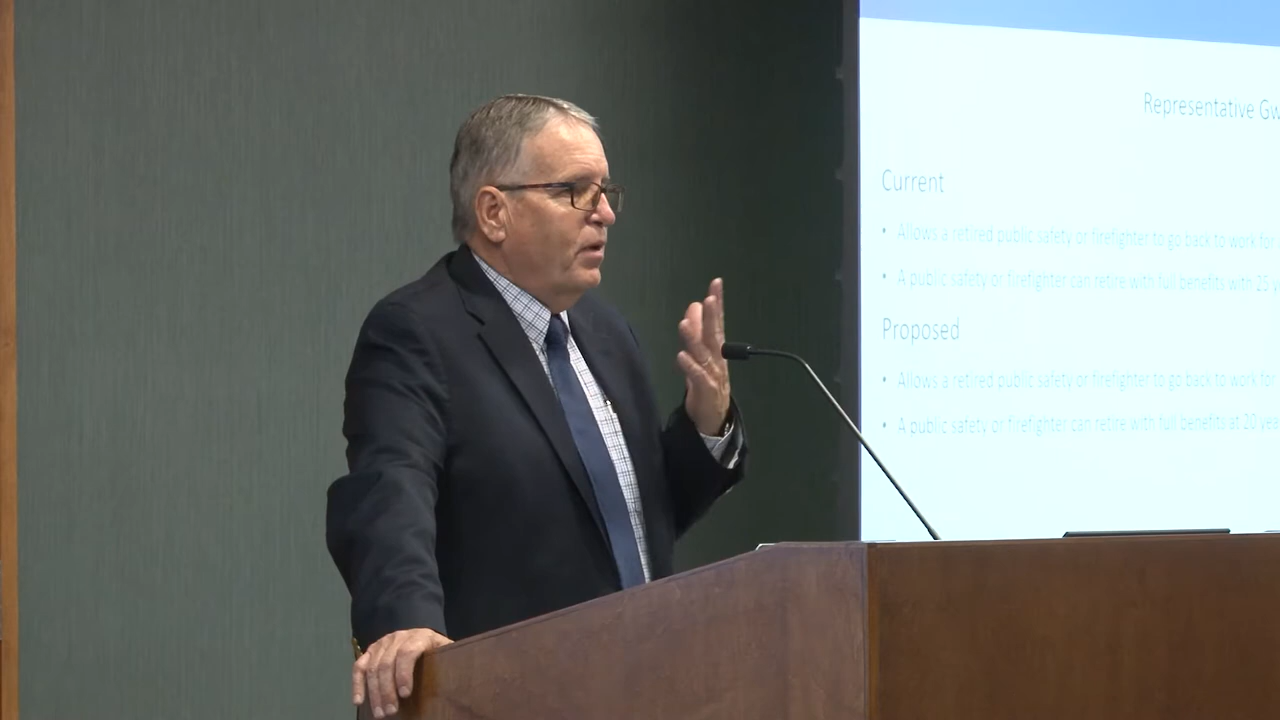 Representative Gw
Current
• Allows a retired public safety or firefighter to go back to work for
• A public safety or firefighter can retire with full benefits with 25 y
Proposed
• Allows a retired public safety or firefighter to go back to work for
• A public safety or firefighter can retire with full benefits at 20 yea